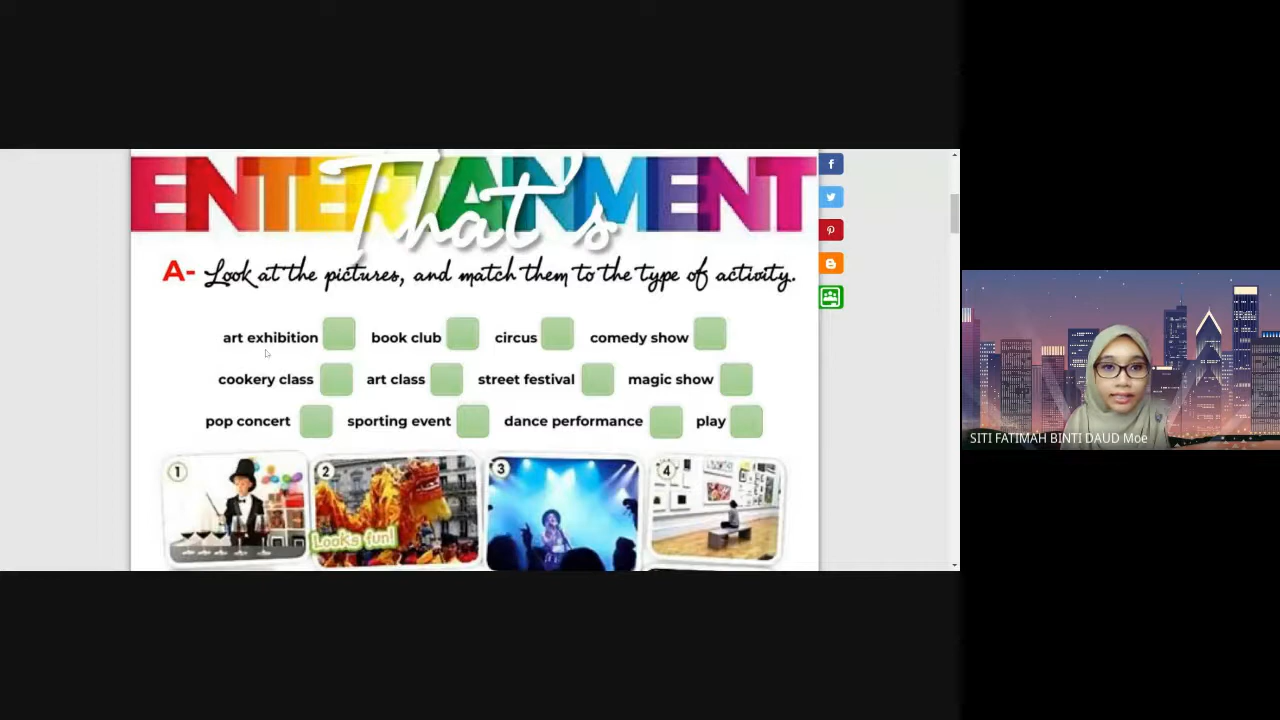 ENTERTAINMENT
That's
A- Look at the pictures, and match them to the type of activity.
art exhibition book club circus comedy show
cookery class art class street festival magic show
pop concert sporting event dance performance play
1 2 3 4
Looks fun!
SITI FATIMAH BINTI DAUD Moe